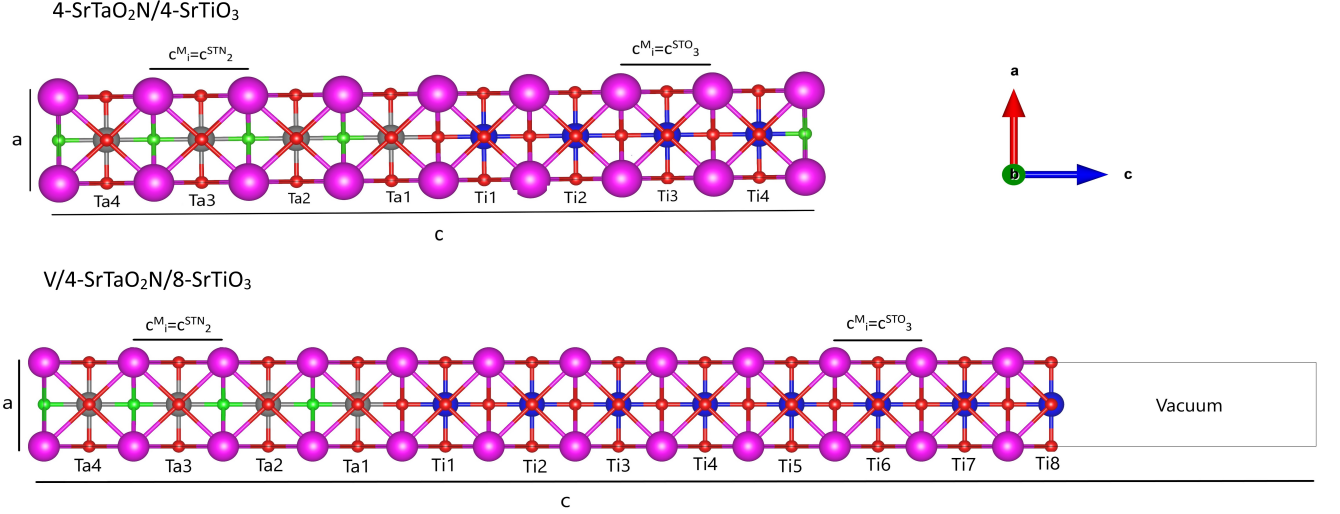 4-SrTaO₂N/4-SrTiO₃
cᴹᵢ=cˢᵀᴺ₂
cᴹᵢ=cˢᵀᴼ₃
a
Ta4 Ta3 Ta2 Ta1 Ti1 Ti2 Ti3 Ti4
c
a
b
c
V/4-SrTaO₂N/8-SrTiO₃
cᴹᵢ=cˢᵀᴺ₂
cᴹᵢ=cˢᵀᴼ₃
a
Vacuum
Ta4 Ta3 Ta2 Ta1 Ti1 Ti2 Ti3 Ti4 Ti5 Ti6 Ti7 Ti8
c